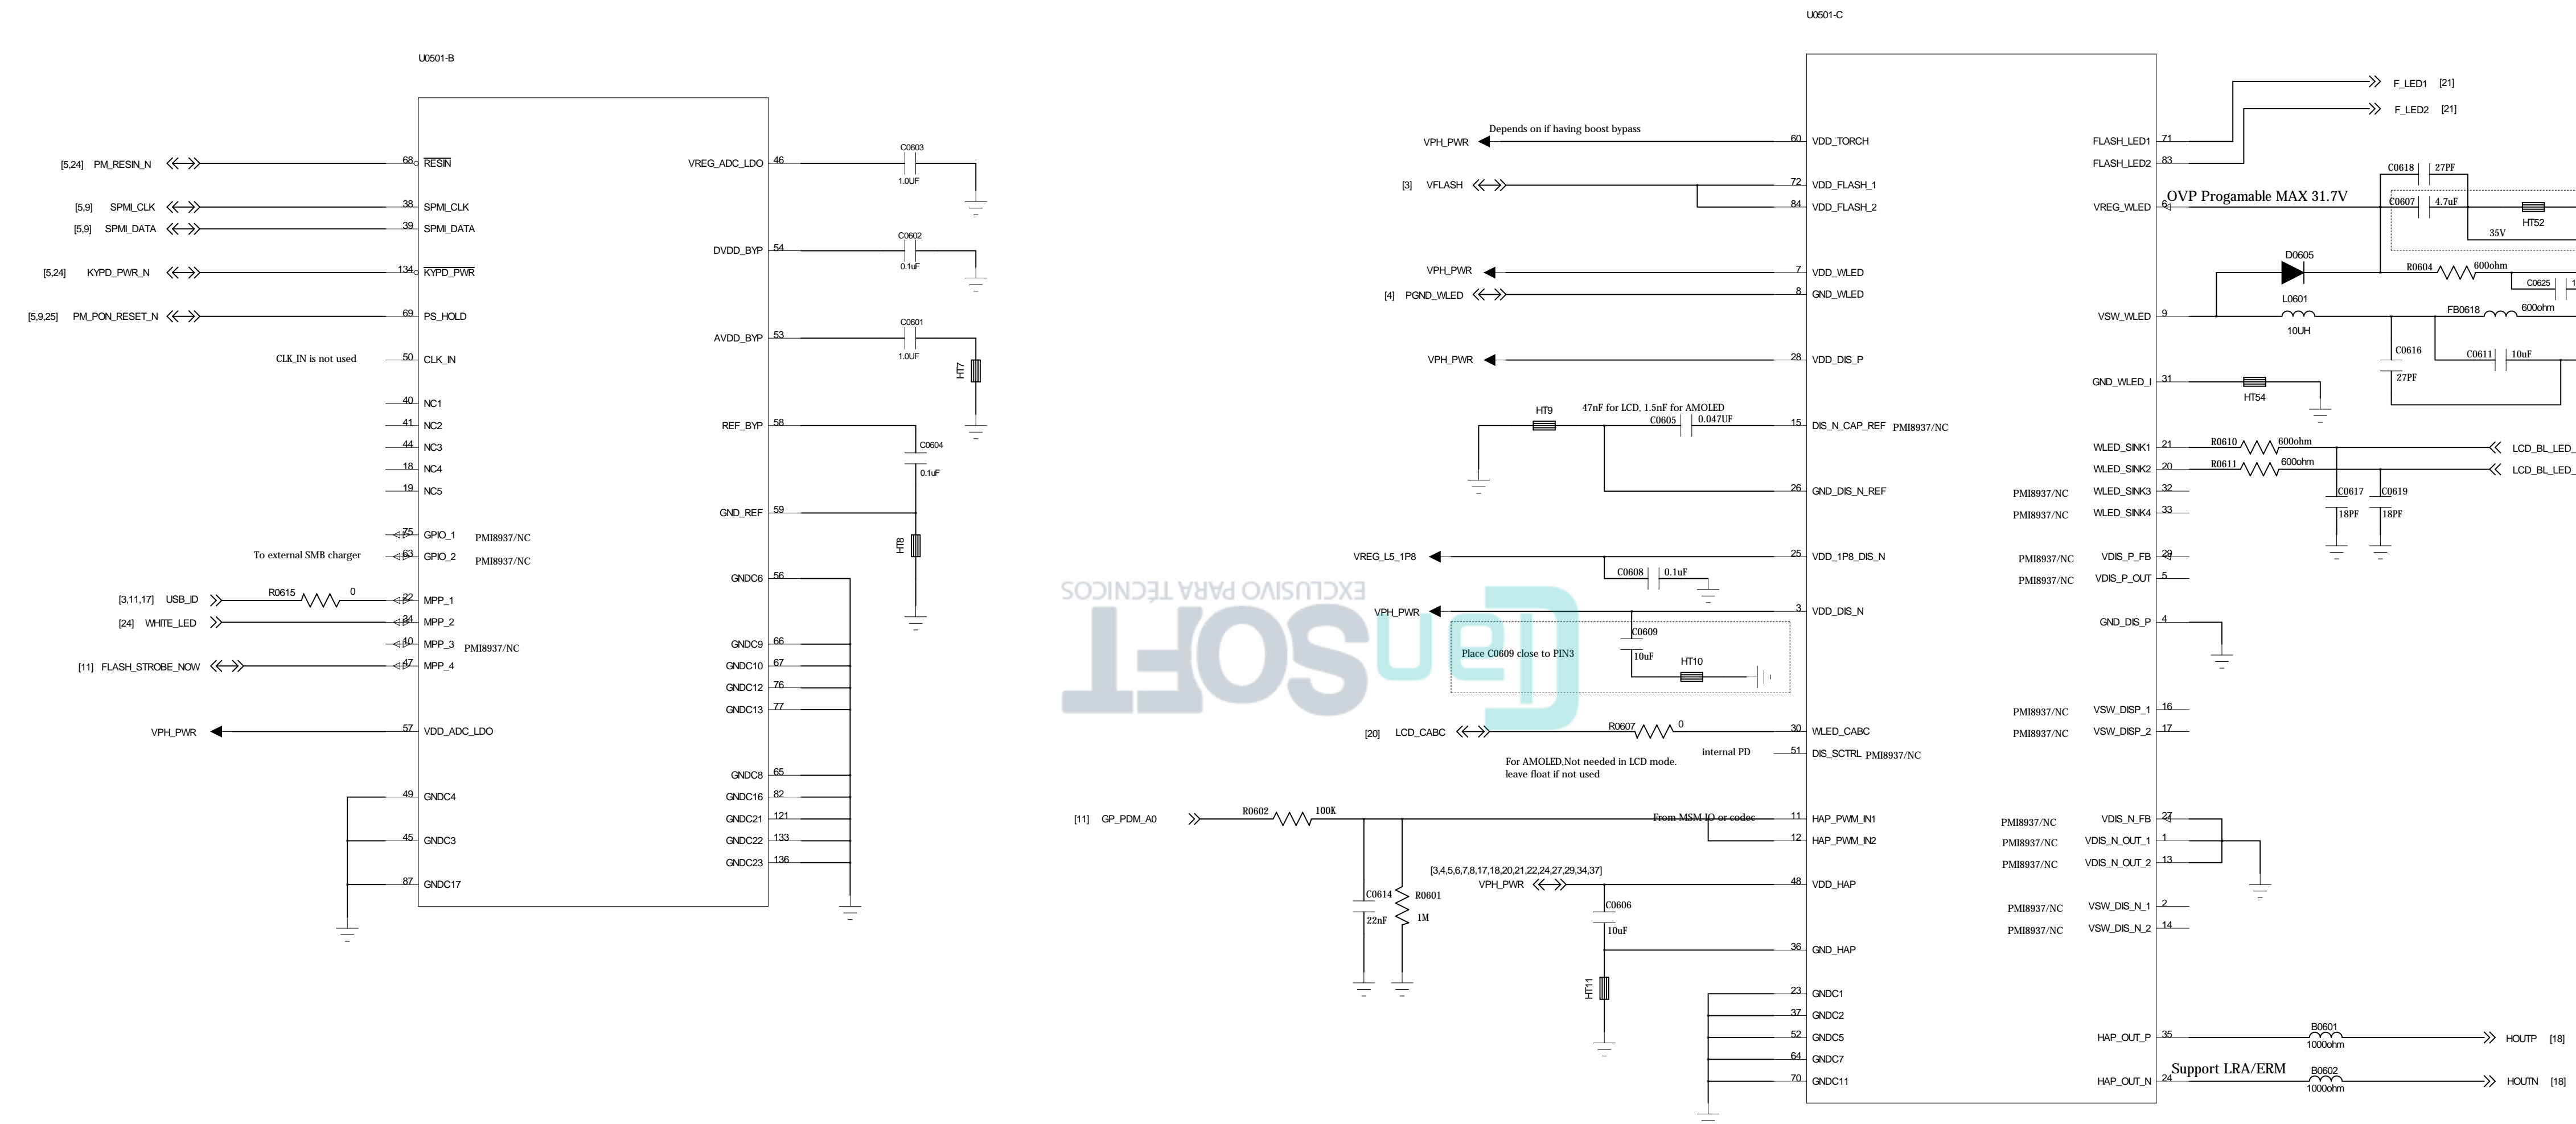 U0501-B
[5,24] PM_RESIN_N 68 RESIN
[5,9] SPMI_CLK 38 SPMI_CLK
[5,9] SPMI_DATA 39 SPMI_DATA
[5,24] KYPD_PWR_N 134 KYPD_PWR
[5,9,25] PM_PON_RESET_N 69 PS_HOLD
CLK_IN is not used 50 CLK_IN
40 NC1
41 NC2
44 NC3
18 NC4
19 NC5
75 GPIO_1 PMI8937/NC
To external SMB charger 63 GPIO_2 PMI8937/NC
[3,11,17] USB_ID R0615 0 22 MPP_1
[24] WHITE_LED 34 MPP_2
10 MPP_3 PMI8937/NC
[11] FLASH_STROBE_NOW 47 MPP_4
VPH_PWR 57 VDD_ADC_LDO
49 GNDC4
45 GNDC3
87 GNDC17
VREG_ADC_LDO 46 C0603 1.0UF
DVDD_BYP 54 C0602 0.1uF
AVDD_BYP 53 C0601 1.0UF
HT7
REF_BYP 58
C0604 0.1uF
GND_REF 59
HT8
GNDC6 56
GNDC9 66
GNDC10 67
GNDC12 76
GNDC13 77
GNDC8 65
GNDC16 82
GNDC21 121
GNDC22 133
GNDC23 136
EXCLUSIVO PARA TÉCNICOS
SOFT
U0501-C
Depends on if having boost bypass
VPH_PWR 60 VDD_TORCH
[3] VFLASH 72 VDD_FLASH_1
84 VDD_FLASH_2
VPH_PWR 7 VDD_WLED
[4] PGND_WLED 8 GND_WLED
VPH_PWR 28 VDD_DIS_P
47nF for LCD, 1.5nF for AMOLED
HT9 C0605 0.047UF 15 DIS_N_CAP_REF PMI8937/NC
26 GND_DIS_N_REF
VREG_L5_1P8 25 VDD_1P8_DIS_N
C0608 0.1uF
VPH_PWR 3 VDD_DIS_N
C0609
10uF
Place C0609 close to PIN3
HT10
[20] LCD_CABC R0607 0 30 WLED_CABC
internal PD 51 DIS_SCTRL PMI8937/NC
For AMOLED,Not needed in LCD mode.
leave float if not used
[11] GP_PDM_A0 R0602 100K From MSM IO or codec 11 HAP_PWM_IN1
12 HAP_PWM_IN2
[3,4,5,6,7,8,17,18,20,21,22,24,27,29,34,37]
VPH_PWR 48 VDD_HAP
C0614 22nF
R0601 1M
C0606 10uF
36 GND_HAP
HT11
23 GNDC1
37 GNDC2
52 GNDC5
64 GNDC7
70 GNDC11
F_LED1 [21]
F_LED2 [21]
FLASH_LED1 71
FLASH_LED2 83
OVP Progamable MAX 31.7V
VREG_WLED 6
C0618 27PF
C0607 4.7uF
HT52
35V
D0605
R0604 600ohm
C0625 1
L0601
10UH
VSW_WLED 9
FB0618 600ohm
C0616
27PF
C0611 10uF
GND_WLED_I 31
HT54
WLED_SINK1 21 R0610 600ohm LCD_BL_LED_
WLED_SINK2 20 R0611 600ohm LCD_BL_LED_
PMI8937/NC WLED_SINK3 32
PMI8937/NC WLED_SINK4 33
C0617 18PF
C0619 18PF
PMI8937/NC VDIS_P_FB 29
PMI8937/NC VDIS_P_OUT 5
GND_DIS_P 4
PMI8937/NC VSW_DISP_1 16
PMI8937/NC VSW_DISP_2 17
PMI8937/NC VDIS_N_FB 27
PMI8937/NC VDIS_N_OUT_1 1
PMI8937/NC VDIS_N_OUT_2 13
PMI8937/NC VSW_DIS_N_1 2
PMI8937/NC VSW_DIS_N_2 14
HAP_OUT_P 35 B0601 1000ohm HOUTP [18]
Support LRA/ERM
HAP_OUT_N 24 B0602 1000ohm HOUTN [18]